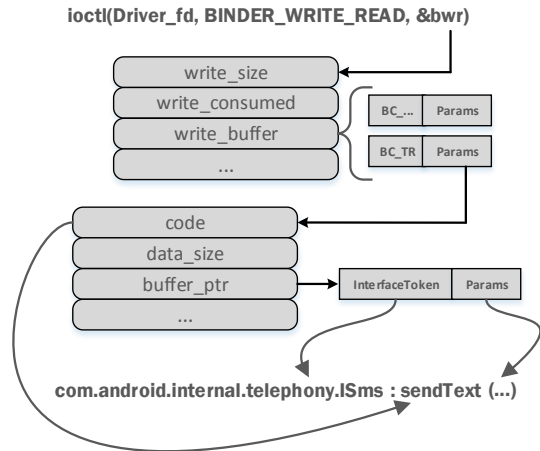 ioctl(Driver_fd, BINDER_WRITE_READ, &bwr)
write_size
write_consumed
write_buffer
...
BC_... Params
BC_TR Params
code
data_size
buffer_ptr
...
InterfaceToken Params
com.android.internal.telephony.ISms : sendText (...)